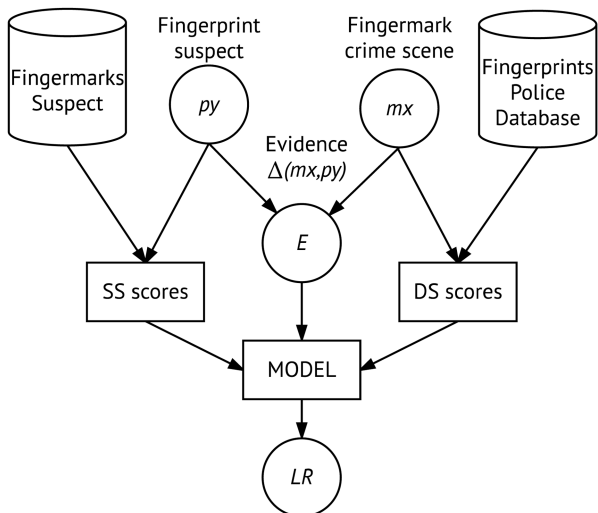 Fingermarks
Suspect
Fingerprint
suspect
py
Fingermark
crime scene
mx
Fingerprints
Police
Database
Evidence
Δ(mx,py)
E
SS scores
DS scores
MODEL
LR